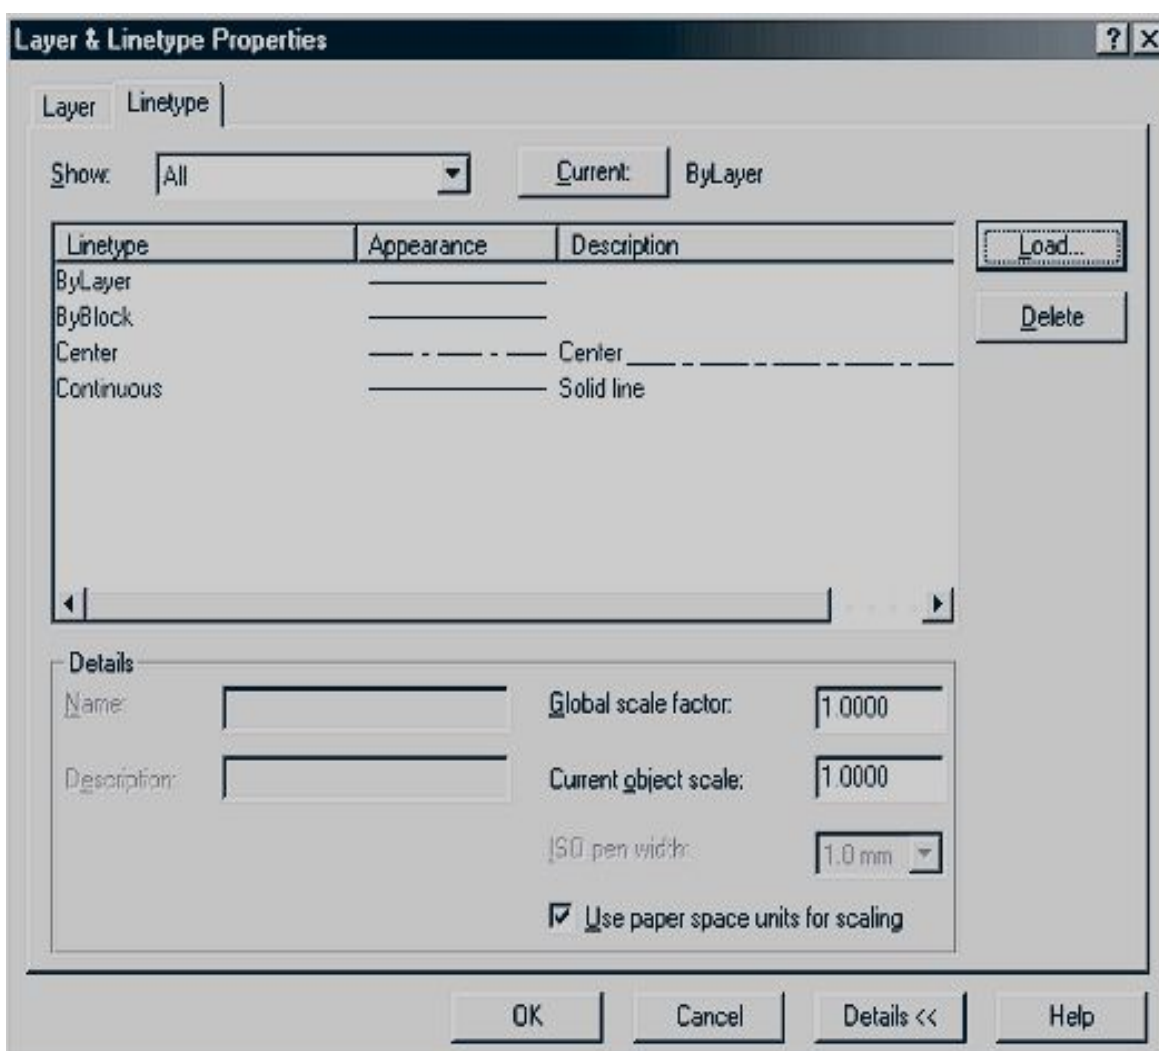 Layer & Linetype Properties
Layer Linetype
Show: All Current: ByLayer
Linetype Appearance Description
Load...
ByLayer
ByBlock
Delete
Center Center
Continuous Solid line
Details
Name: Global scale factor: 1.0000
Description: Current object scale: 1.0000
ISO pen width: 1.0 mm
Use paper space units for scaling
OK Cancel Details << Help